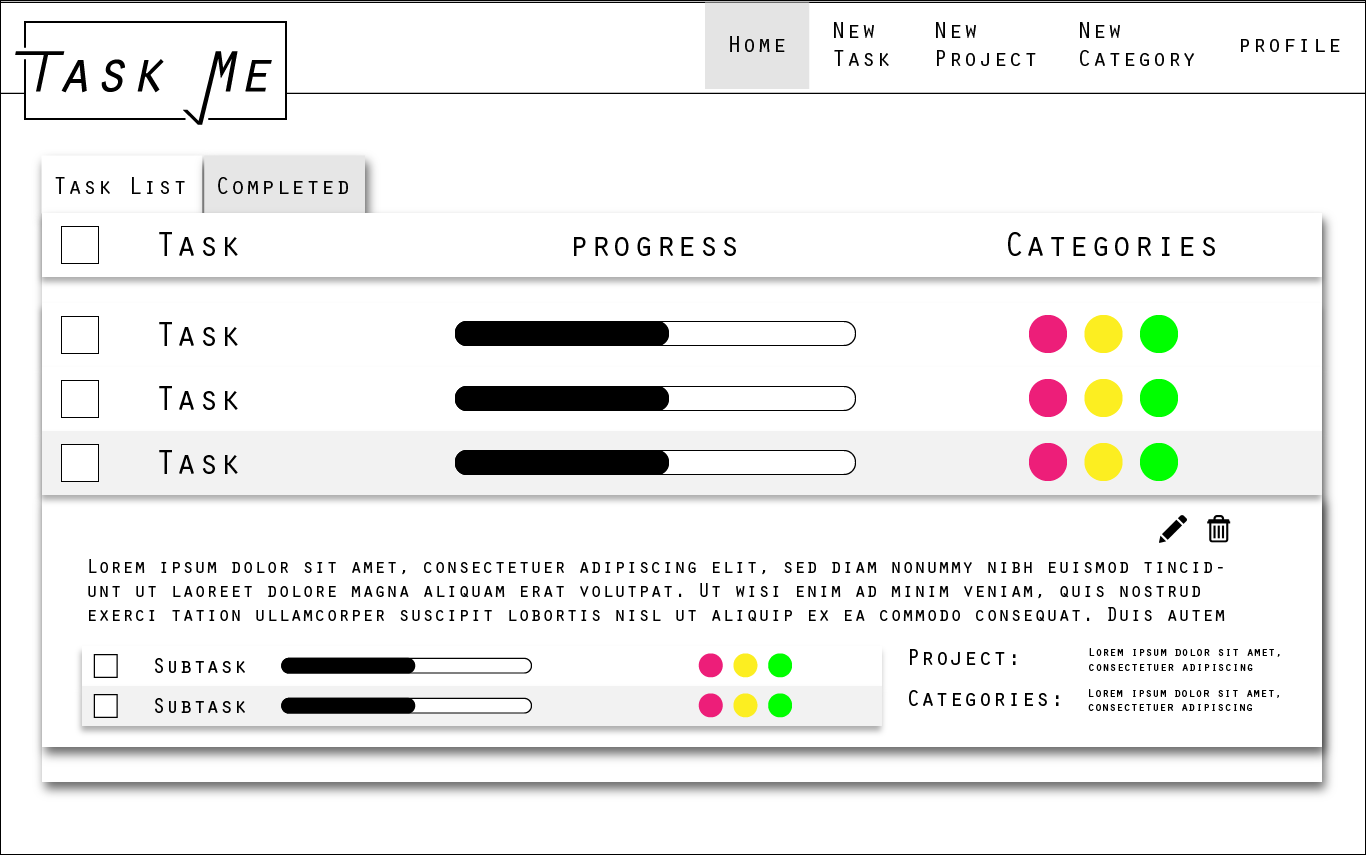 Task Me
Home
New
Task
New
Project
New
Category
PROFILE
Task List
Completed
Task
PROGRESS
Categories
Task
Task
Task
Lorem ipsum dolor sit amet, consectetuer adipiscing elit, sed diam nonummy nibh euismod tincid-
unt ut laoreet dolore magna aliquam erat volutpat. Ut wisi enim ad minim veniam, quis nostrud
exerci tation ullamcorper suscipit lobortis nisl ut aliquip ex ea commodo consequat. Duis autem
Subtask
Subtask
Project:
Lorem ipsum dolor sit amet,
consectetuer adipiscing
Categories:
Lorem ipsum dolor sit amet,
consectetuer adipiscing